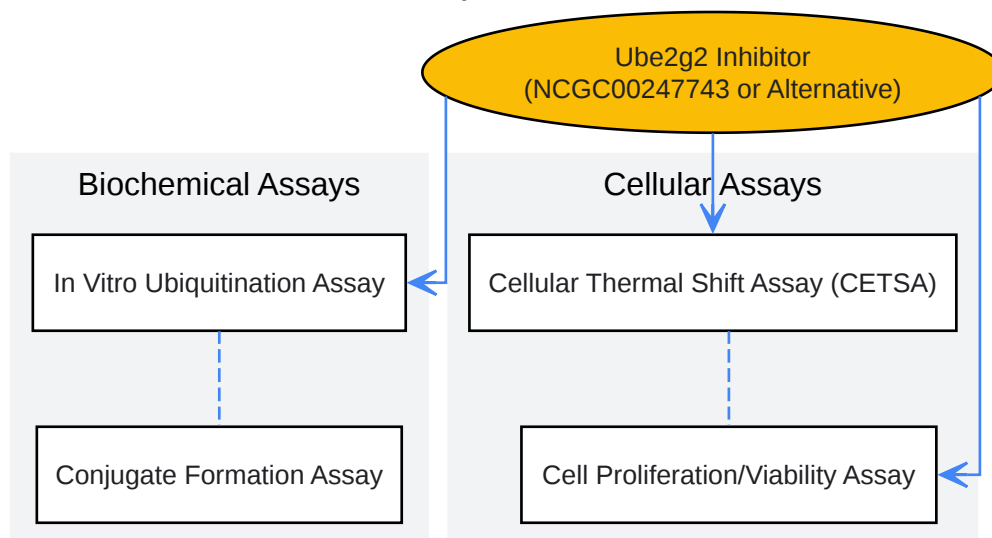 Ube2g2 Inhibitor
(NCGC00247743 or Alternative)
Biochemical Assays
Cellular Assays
In Vitro Ubiquitination Assay
Cellular Thermal Shift Assay (CETSA)
Conjugate Formation Assay
Cell Proliferation/Viability Assay